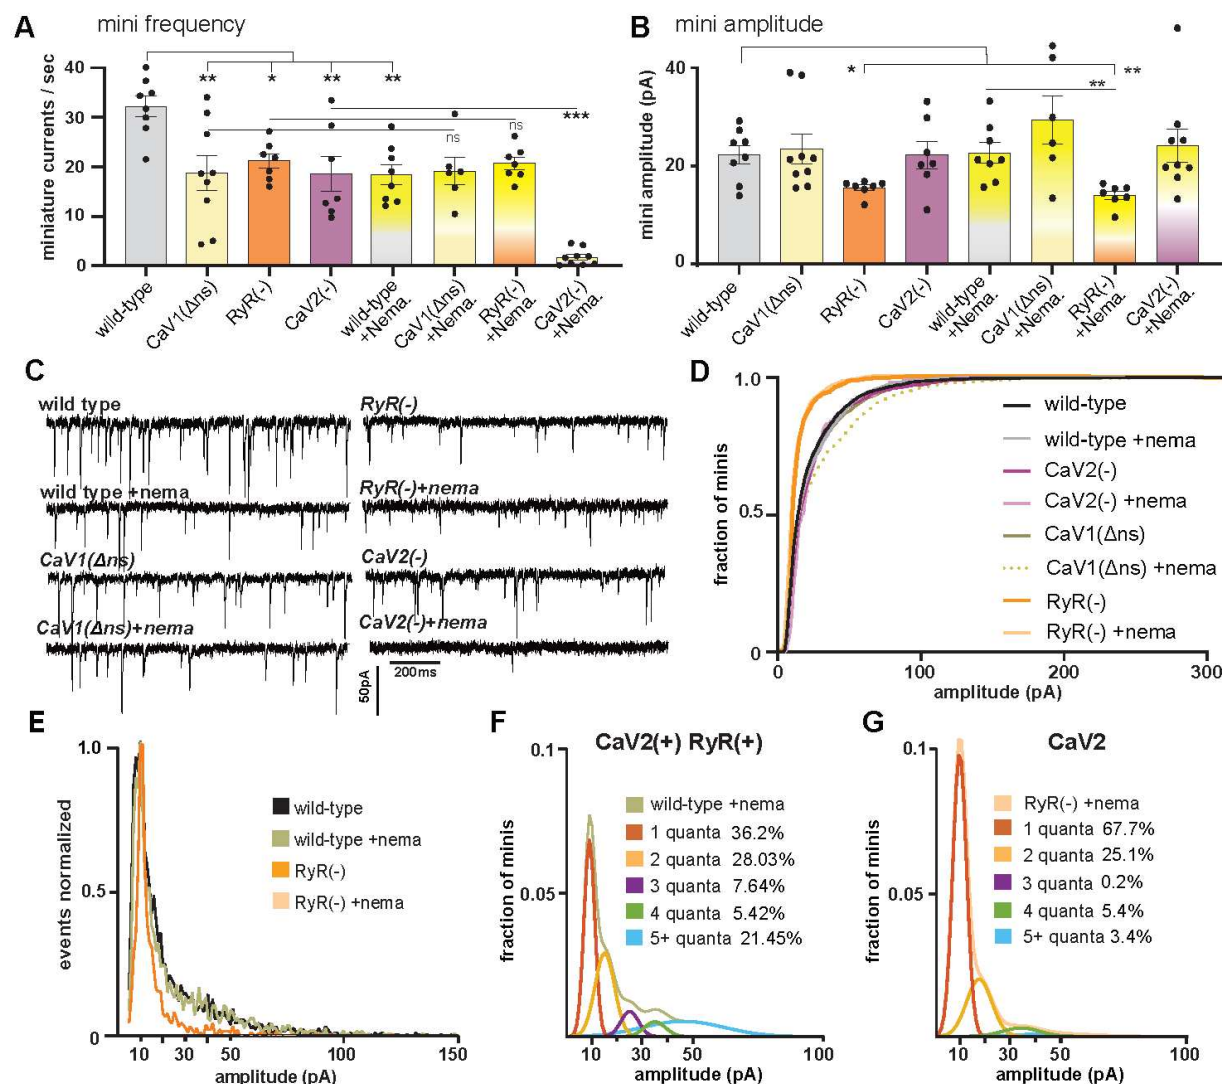 A mini frequency
miniature currents / sec
40
30
20
10
0
** * ** **
***
ns
ns
wild-type
CaV1(Δns)
RyR(-)
CaV2(-)
wild-type
+Nema.
CaV1(Δns)
+Nema.
RyR(-)
+Nema.
CaV2(-)
+Nema.
B mini amplitude
mini amplitude (pA)
40
20
0
*
**
**
wild-type
CaV1(Δns)
RyR(-)
CaV2(-)
wild-type
+Nema.
CaV1(Δns)
+Nema.
RyR(-)
+Nema.
CaV2(-)
+Nema.
C
wild type
wild type +nema
CaV1(Δns)
CaV1(Δns)+nema
RyR(-)
RyR(-)+nema
CaV2(-)
CaV2(-)+nema
200ms
50pA
D
fraction of minis
1.0
0.5
0
0
100
200
300
amplitude (pA)
wild-type
wild-type +nema
CaV2(-)
CaV2(-) +nema
CaV1(Δns)
CaV1(Δns) +nema
RyR(-)
RyR(-) +nema
E
events normalized
1.0
0.5
0
10 30 50 100 150
amplitude (pA)
wild-type
wild-type +nema
RyR(-)
RyR(-) +nema
F
CaV2(+) RyR(+)
fraction of minis
0.1
0.05
0
10 30 50 100
amplitude (pA)
wild-type +nema
1 quanta 36.2%
2 quanta 28.03%
3 quanta 7.64%
4 quanta 5.42%
5+ quanta 21.45%
G
CaV2
fraction of minis
0.1
0.05
0
10 30 50 100
amplitude (pA)
RyR(-) +nema
1 quanta 67.7%
2 quanta 25.1%
3 quanta 0.2%
4 quanta 5.4%
5+ quanta 3.4%